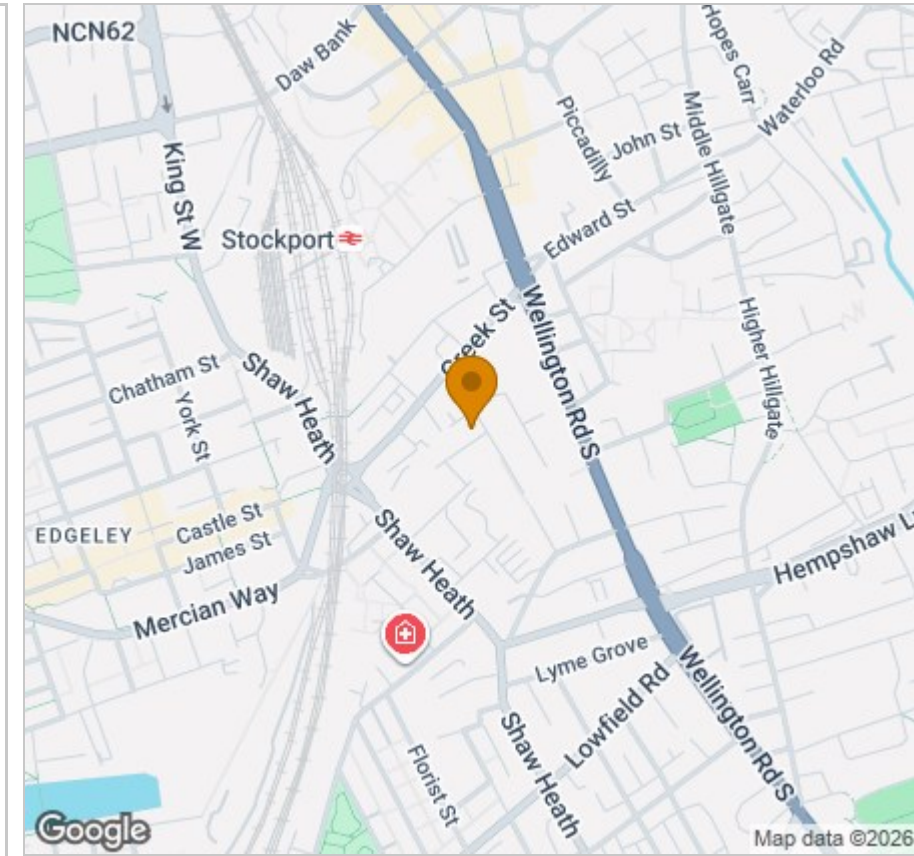 NCN62
Daw Bank
Hopes Carr
Waterloo Rd
Piccadilly
John St
Middle Hillgate
King St W
Stockport
Edward St
Greek St
Wellington Rd S
Higher Hillgate
Chatham St
Shaw Heath
York St
EDGELEY
Castle St
James St
Shaw Heath
Hempshaw L
Mercian Way
Lyme Grove
Lowfield Rd
Wellington Rd S
Shaw Heath
Florist St
Google
Map data ©2026